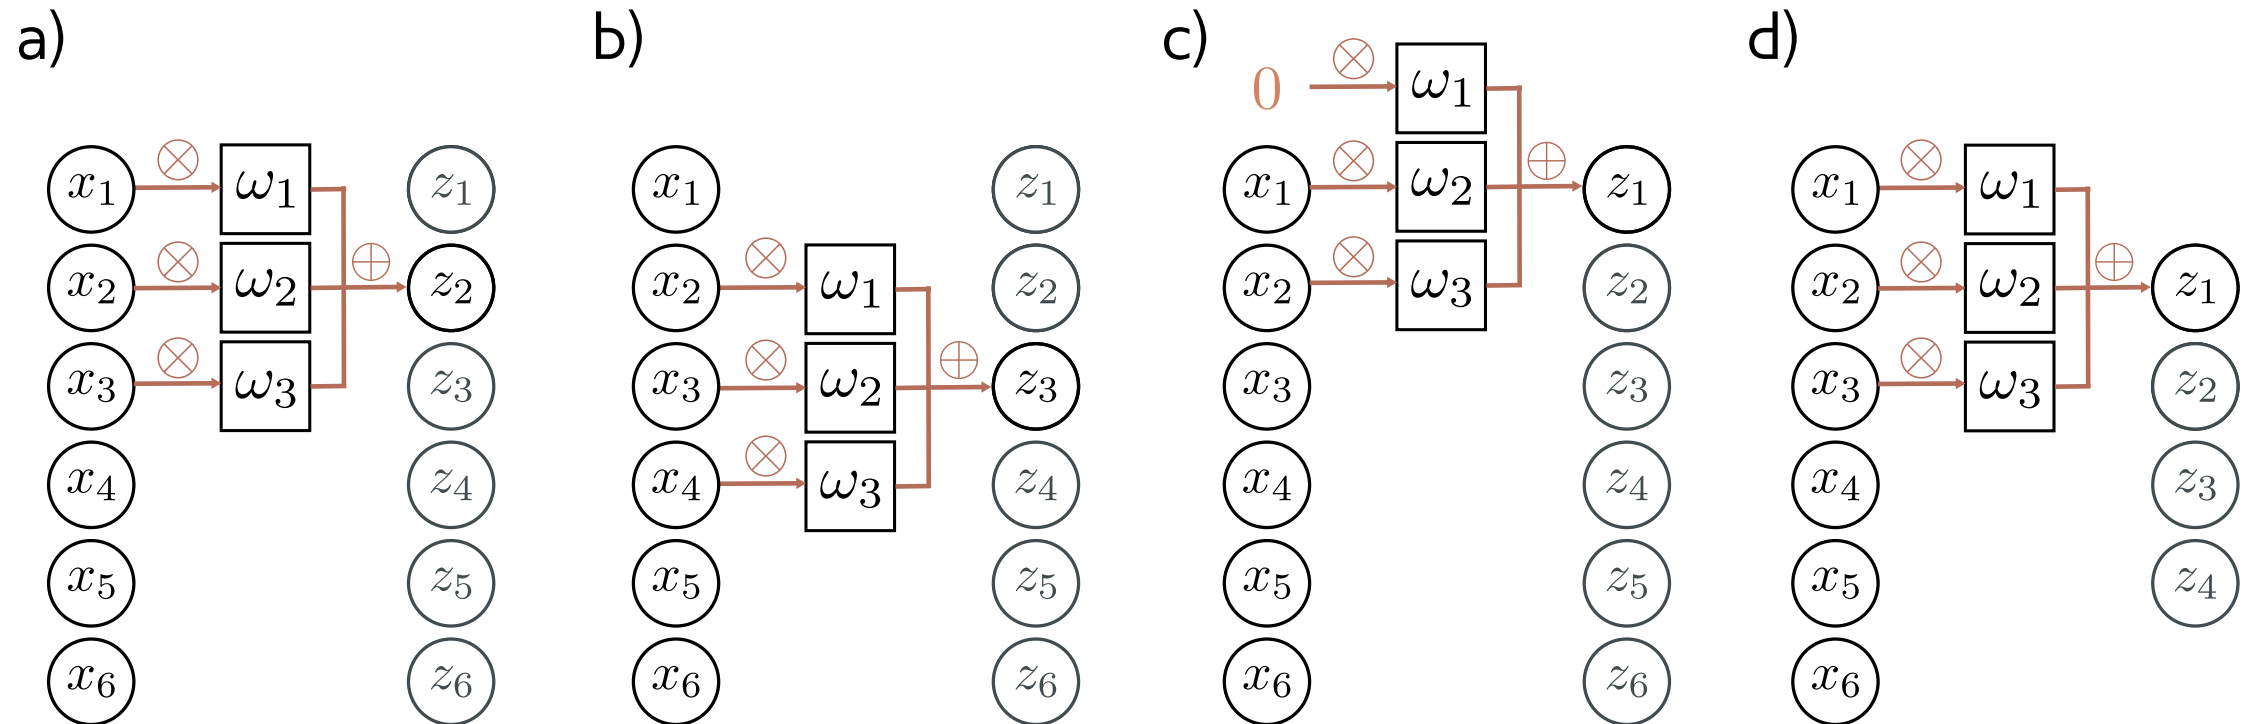 a) b) c) d)
0 ω₁
x₁ ω₁ z₁ x₁ z₁ x₁ ω₂ z₁ x₁ ω₁
x₂ ω₂ z₂ x₂ ω₁ z₂ x₂ ω₃ z₂ x₂ ω₂ z₁
x₃ ω₃ z₃ x₃ ω₂ z₃ x₃ z₃ x₃ ω₃ z₂
x₄ z₄ x₄ ω₃ z₄ x₄ z₄ x₄ z₃
x₅ z₅ x₅ z₅ x₅ z₅ x₅ z₄
x₆ z₆ x₆ z₆ x₆ z₆ x₆